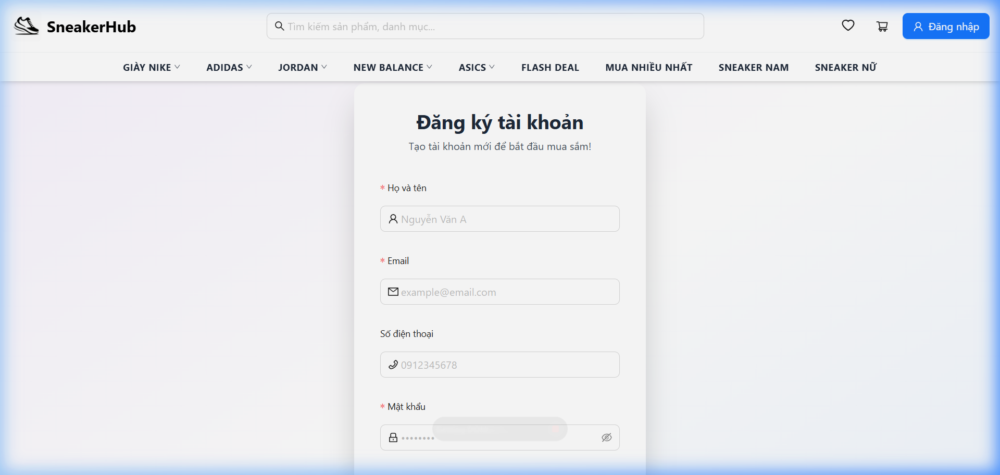 SneakerHub
Tìm kiếm sản phẩm, danh mục...
Đăng nhập
GIÀY NIKE
ADIDAS
JORDAN
NEW BALANCE
ASICS
FLASH DEAL
MUA NHIỀU NHẤT
SNEAKER NAM
SNEAKER NỮ
Đăng ký tài khoản
Tạo tài khoản mới để bắt đầu mua sắm!
* Họ và tên
Nguyễn Văn A
* Email
example@email.com
Số điện thoại
0912345678
* Mật khẩu
••••••••